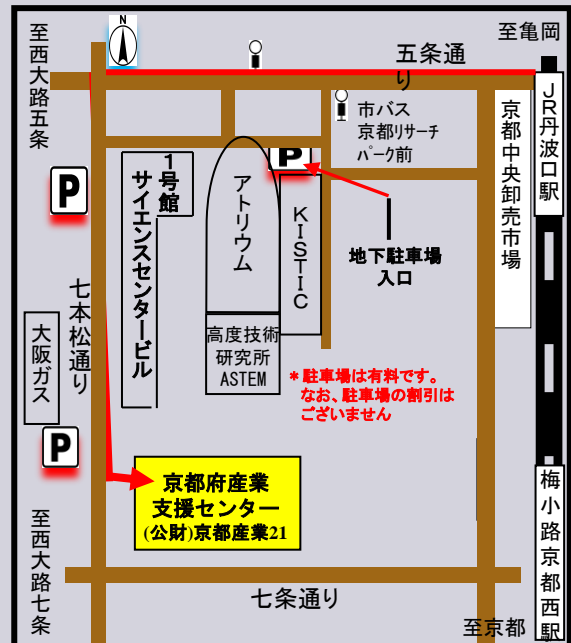 N
至亀岡
至西大路五条
五条通
り
JR丹波口駅
市バス
京都リサーチ
パーク前
京都中央卸売市場
P
P
1号館
サイエンスセンタービル
アトリウム
KISTIC
地下駐車場
入口
七本松通り
大阪ガス
高度技術
研究所
ASTEM
*駐車場は有料です。
なお、駐車場の割引は
ございません
P
京都府産業
支援センター
(公財)京都産業21
梅小路京都西駅
至西大路七条
七条通り
至京都